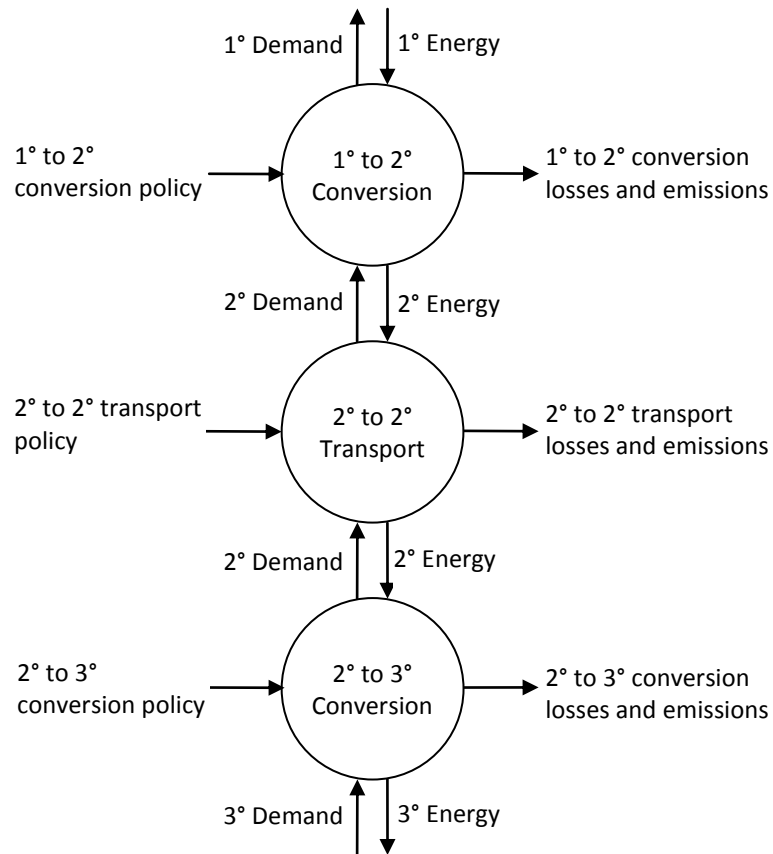 1° Demand
1° Energy
1° to 2°
conversion policy
1° to 2°
Conversion
1° to 2° conversion
losses and emissions
2° Demand
2° Energy
2° to 2° transport
policy
2° to 2°
Transport
2° to 2° transport
losses and emissions
2° Demand
2° Energy
2° to 3°
conversion policy
2° to 3°
Conversion
2° to 3° conversion
losses and emissions
3° Demand
3° Energy